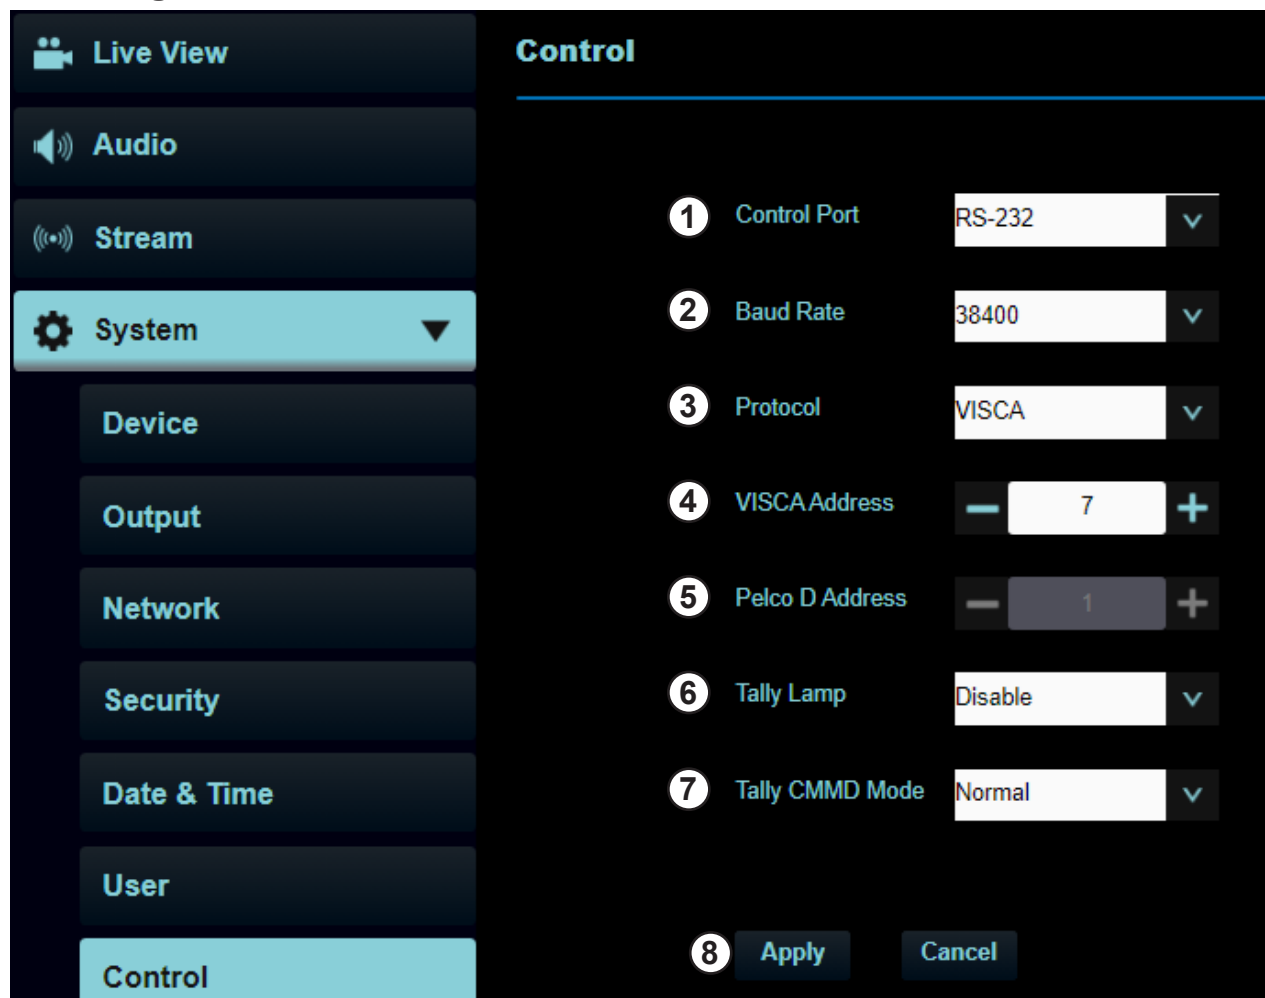 Live View
Audio
Stream
System
Device
Output
Network
Security
Date & Time
User
Control
Control
1 Control Port RS-232
2 Baud Rate 38400
3 Protocol VISCA
4 VISCA Address 7
5 Pelco D Address 1
6 Tally Lamp Disable
7 Tally CMMD Mode Normal
8 Apply Cancel